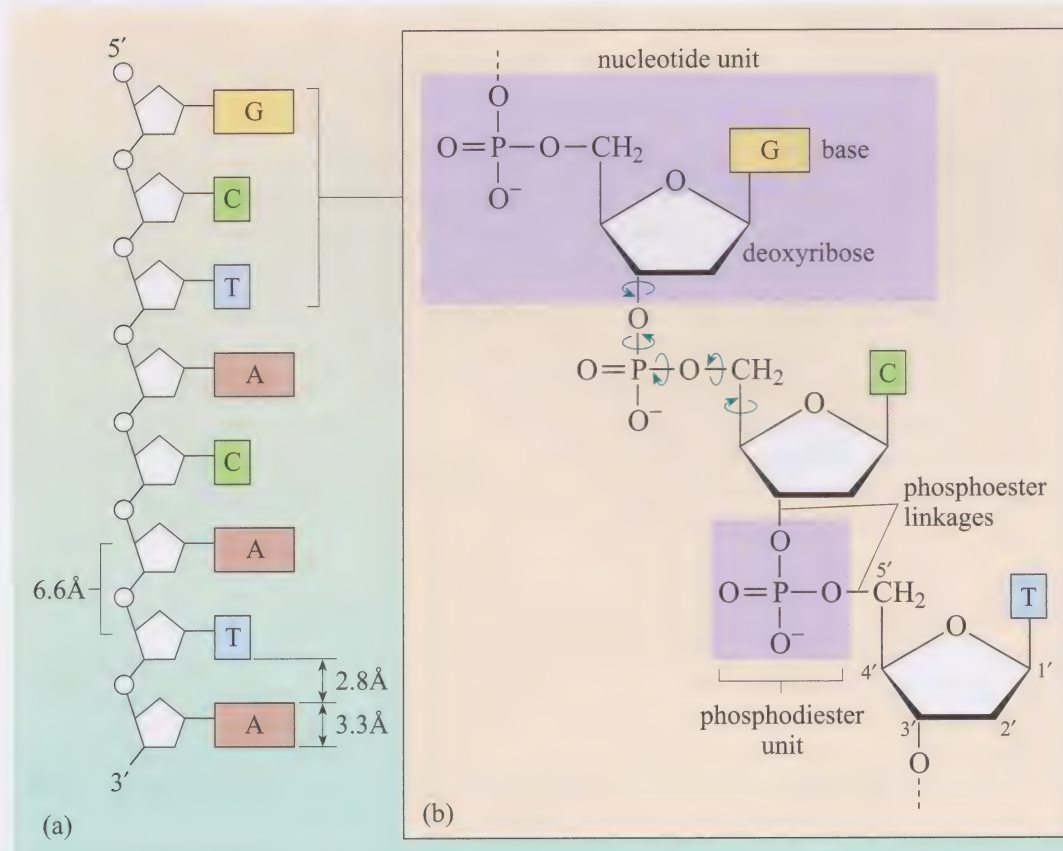 5′
G
C
T
A
C
A
T
A
6.6Å
2.8Å
3.3Å
3′
(a)
nucleotide unit
O
O=P–O–CH₂
O⁻
O
G
base
deoxyribose
O
O=P–O–CH₂
O⁻
O
C
phosphoester
linkages
O
O=P–O–CH₂
5′
O⁻
O
T
4′
1′
3′
2′
O
phosphodiester
unit
(b)